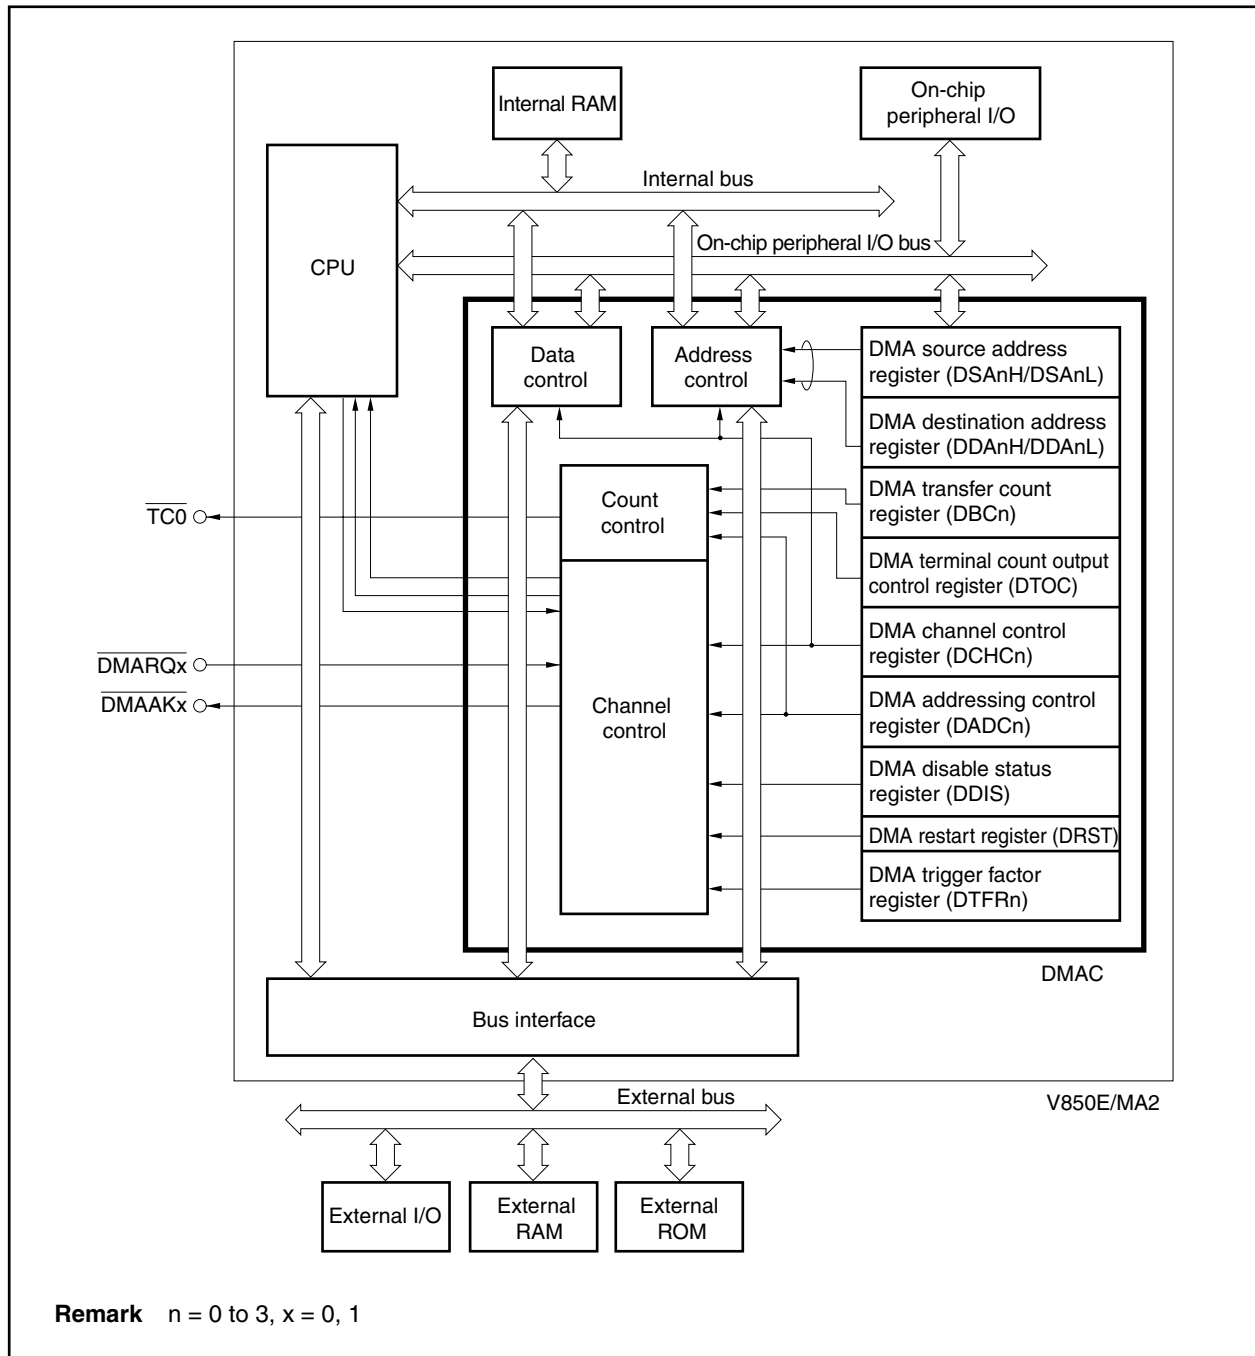 Internal RAM
On-chip
peripheral I/O
Internal bus
CPU
On-chip peripheral I/O bus
Data
control
Address
control
DMA source address
register (DSAnH/DSAnL)
DMA destination address
register (DDAnH/DDAnL)
Count
control
DMA transfer count
register (DBCn)
TC0
DMA terminal count output
control register (DTOC)
DMA channel control
register (DCHCn)
DMARQx
DMAAKx
Channel
control
DMA addressing control
register (DADCn)
DMA disable status
register (DDIS)
DMA restart register (DRST)
DMA trigger factor
register (DTFRn)
DMAC
Bus interface
External bus
V850E/MA2
External I/O
External
RAM
External
ROM
Remark n = 0 to 3, x = 0, 1